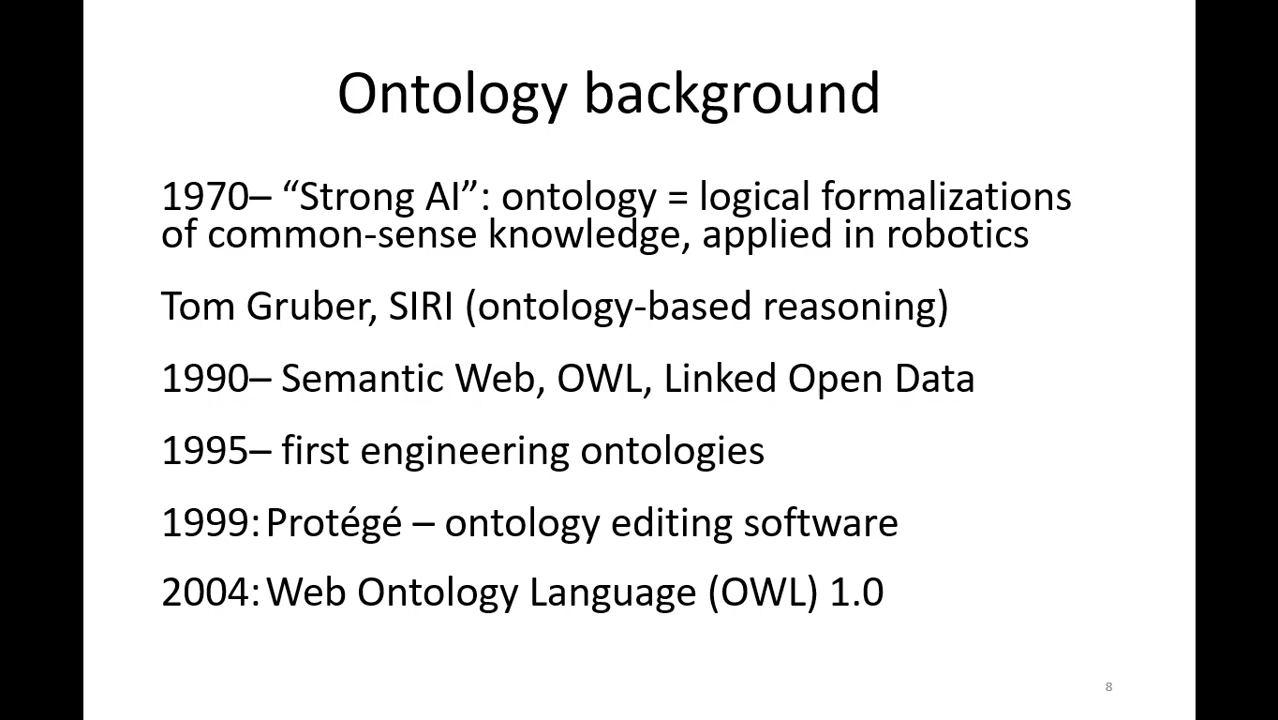 Ontology background
1970– “Strong AI”: ontology = logical formalizations
of common-sense knowledge, applied in robotics
Tom Gruber, SIRI (ontology-based reasoning)
1990– Semantic Web, OWL, Linked Open Data
1995– first engineering ontologies
1999: Protégé – ontology editing software
2004: Web Ontology Language (OWL) 1.0
8